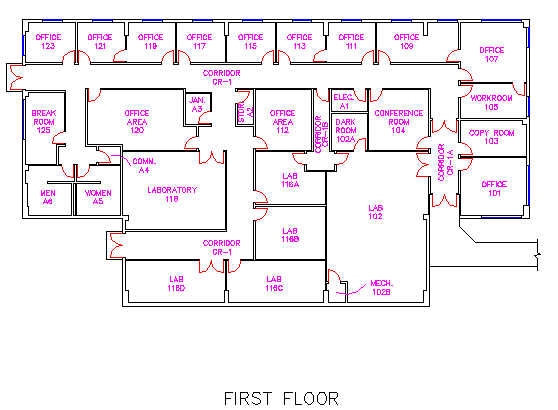 OFFICE
123
OFFICE
121
OFFICE
119
OFFICE
117
OFFICE
115
OFFICE
113
OFFICE
111
OFFICE
109
OFFICE
107
CORRIDOR
CR-1
BREAK
ROOM
125
OFFICE
AREA
120
JAN.
A3
STOR.
A2
OFFICE
AREA
112
CORRIDOR
CR-1B
ELEC.
A1
DARK
ROOM
102A
CONFERENCE
ROOM
104
WORKROOM
105
COPY ROOM
103
CORRIDOR
CR-1
OFFICE
101
COMN.
A4
MEN
A6
WOMEN
A5
LABORATORY
118
LAB
116A
LAB
102
LAB
116B
CORRIDOR
CR-1
LAB
116D
LAB
116C
MECH.
102B
FIRST FLOOR